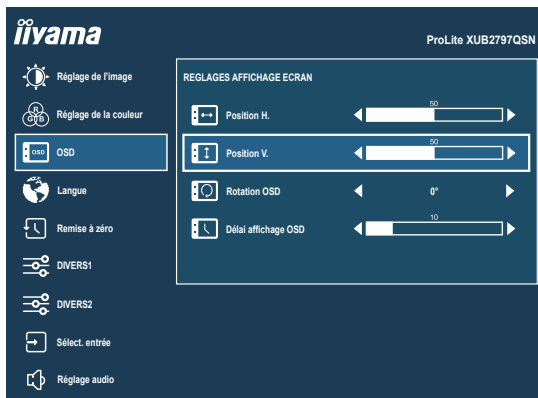 iiyama
ProLite XUB2797QSN
Réglage de l'image
Réglage de la couleur
R
G B
OSD
OSD
Langue
Remise à zéro
DIVERS1
DIVERS2
Sélect. entrée
Réglage audio
REGLAGES AFFICHAGE ECRAN
Position H.
50
Position V.
50
Rotation OSD
0°
Délai affichage OSD
10